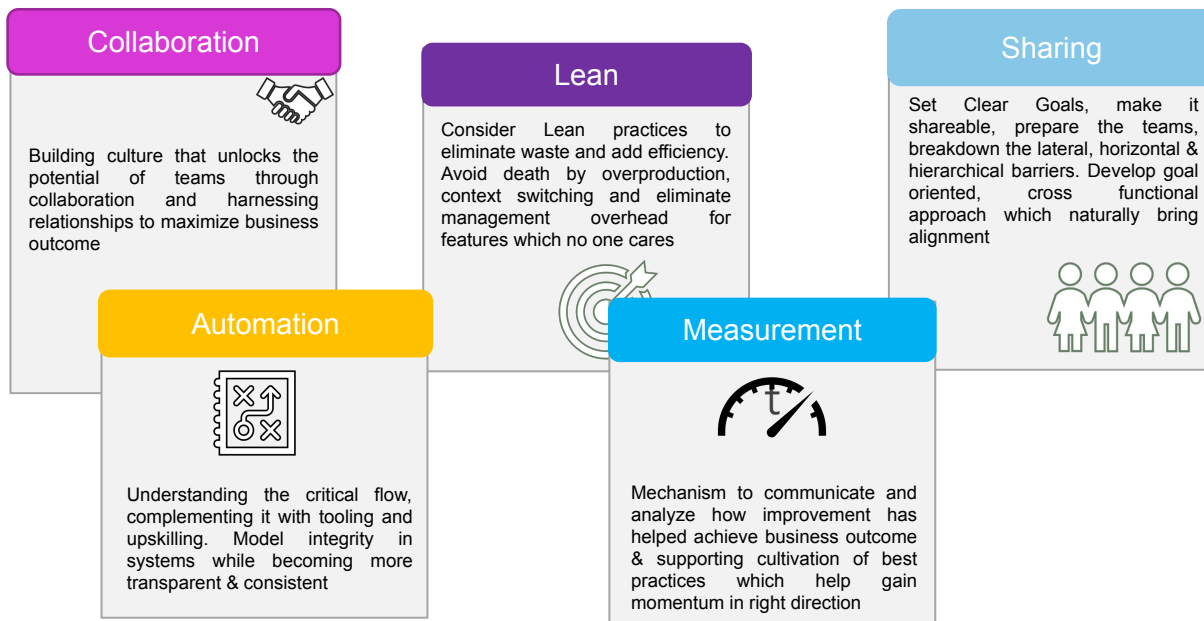 Collaboration
Building culture that unlocks the
potential of teams through
collaboration and harnessing
relationships to maximize business
outcome
Automation
Understanding the critical flow,
complementing it with tooling and
upskilling. Model integrity in
systems while becoming more
transparent & consistent
Lean
Consider Lean practices to
eliminate waste and add efficiency.
Avoid death by overproduction,
context switching and eliminate
management overhead for
features which no one cares
Measurement
t
Mechanism to communicate and
analyze how improvement has
helped achieve business outcome
& supporting cultivation of best
practices which help gain
momentum in right direction
Sharing
Set Clear Goals, make it
shareable, prepare the teams,
breakdown the lateral, horizontal &
hierarchical barriers. Develop goal
oriented, cross functional
approach which naturally bring
alignment